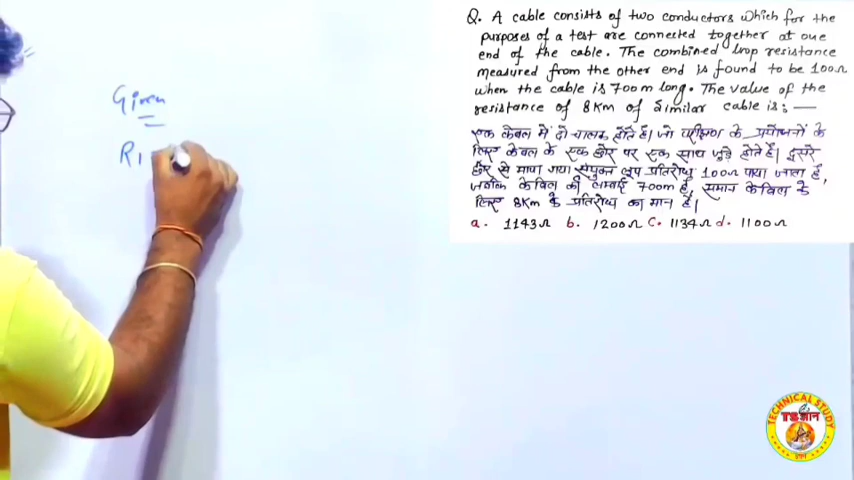 Given
R1
Q. A cable consists of two conductors which for the
purposes of a test are connected together at one
end of the cable. The combined loop resistance
measured from the other end is found to be 100Ω
when the cable is 700m long. The value of the
resistance of 8Km of similar cable is: —
एक केबल में दो चालक होते हैं। जो परीक्षण के प्रयोजनों के
लिए केबल के एक छोर पर एक साथ जुड़े होते हैं। दूसरे
छोर से मापा गया संयुक्त लूप प्रतिरोध 100Ω पाया जाता है,
जबकि केबिल की लम्बाई 700m है, समान केबिल के
लिए 8Km के प्रतिरोध का मान है।
a. 1143Ω b. 1200Ω c. 1134Ω d. 1100Ω
TECHNICAL STUDY
TSज्ञान